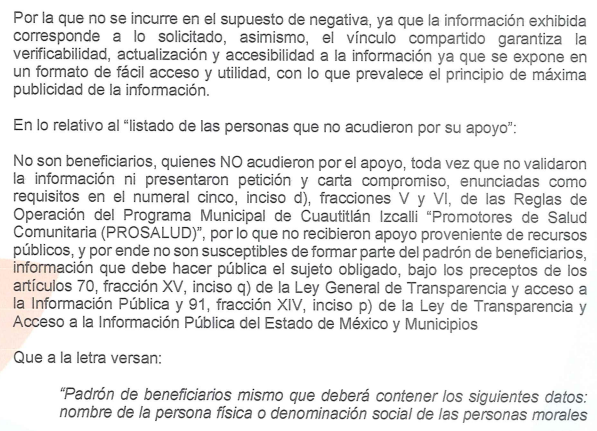 Por la que no se incurre en el supuesto de negativa, ya que la información exhibida
corresponde a lo solicitado, asimismo, el vínculo compartido garantiza la
verificabilidad, actualización y accesibilidad a la información ya que se expone en
un formato de fácil acceso y utilidad, con lo que prevalece el principio de máxima
publicidad de la información.
En lo relativo al “listado de las personas que no acudieron por su apoyo”:
No son beneficiarios, quienes NO acudieron por el apoyo, toda vez que no validaron
la información ni presentaron petición y carta compromiso, enunciadas como
requisitos en el numeral cinco, inciso d), fracciones V y VI, de las Reglas de
Operación del Programa Municipal de Cuautitlán Izcalli “Promotores de Salud
Comunitaria (PROSALUD)”, por lo que no recibieron apoyo proveniente de recursos
públicos, y por ende no son susceptibles de formar parte del padrón de beneficiarios,
información que debe hacer pública el sujeto obligado, bajo los preceptos de los
artículos 70, fracción XV, inciso q) de la Ley General de Transparencia y acceso a
la Información Pública y 91, fracción XIV, inciso p) de la Ley de Transparencia y
Acceso a la Información Pública del Estado de México y Municipios
Que a la letra versan:
“Padrón de beneficiarios mismo que deberá contener los siguientes datos:
nombre de la persona física o denominación social de las personas morales